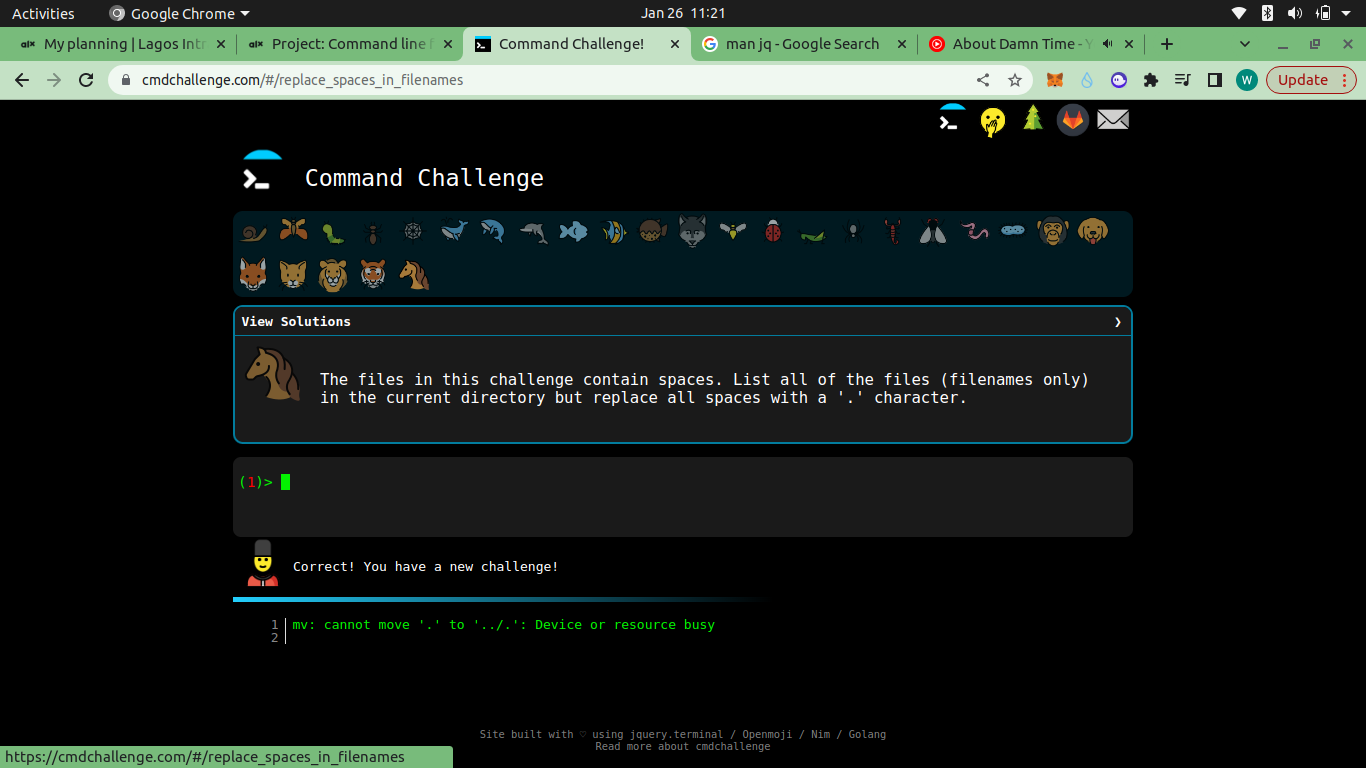 Activities
Google Chrome
Jan 26 11:21
My planning | Lagos Intr
Project: Command line f
Command Challenge!
man jq - Google Search
About Damn Time - Y
cmdchallenge.com/#/replace_spaces_in_filenames
W
Update
Command Challenge
View Solutions
The files in this challenge contain spaces. List all of the files (filenames only)
in the current directory but replace all spaces with a '.' character.
(1)>
Correct! You have a new challenge!
1 mv: cannot move '.' to '../.': Device or resource busy
2
Site built with ♡ using jquery.terminal / Openmoji / Nim / Golang
Read more about cmdchallenge
https://cmdchallenge.com/#/replace_spaces_in_filenames